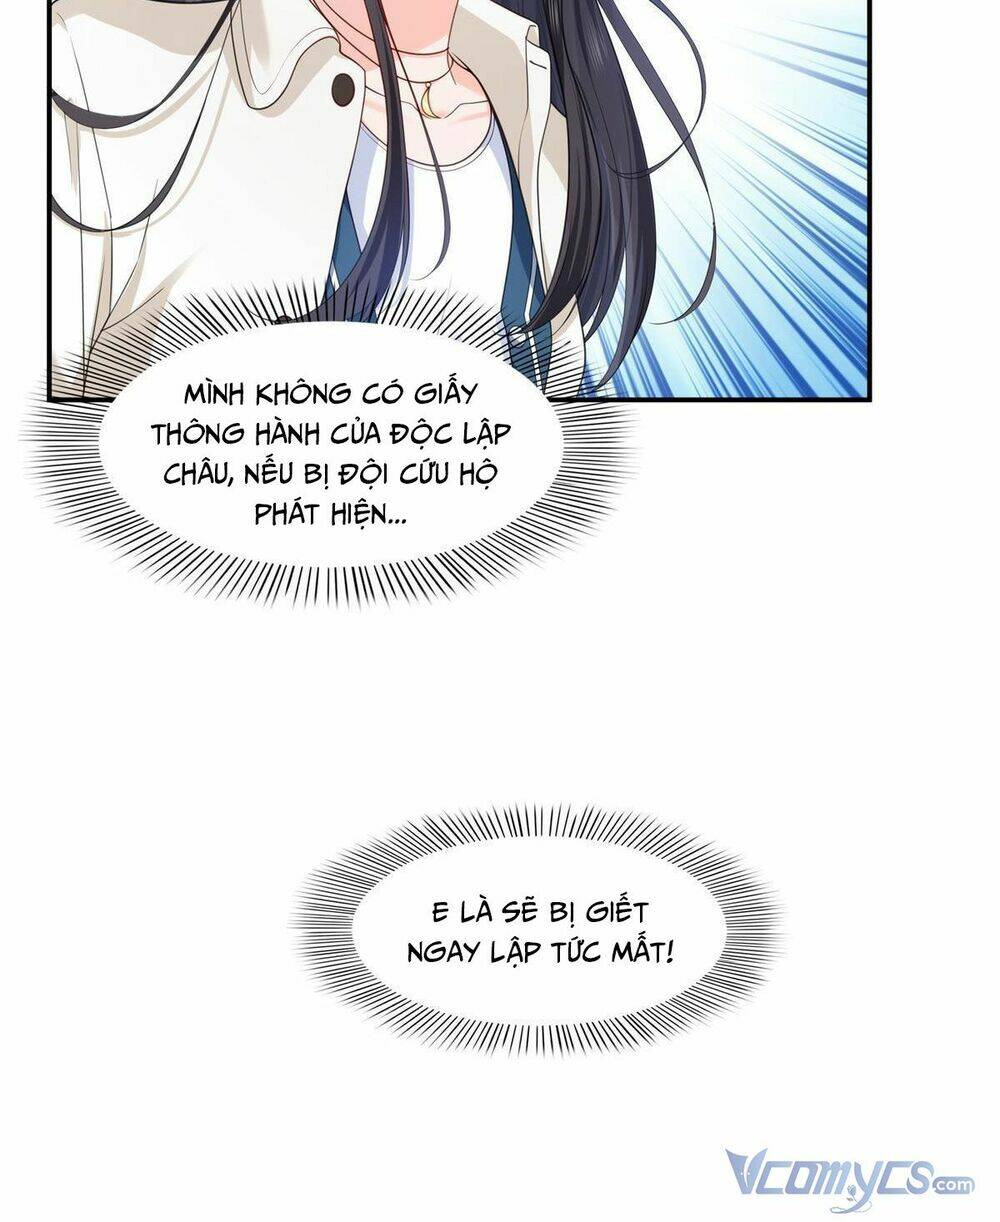 MÌNH KHÔNG CÓ GIẤY
THÔNG HÀNH CỦA ĐỘC LẬP
CHÂU, NẾU BỊ ĐỘI CỨU HỘ
PHÁT HIỆN...
E LÀ SẼ BỊ GIẾT
NGAY LẬP TỨC MẤT!
VCOMYCS.com